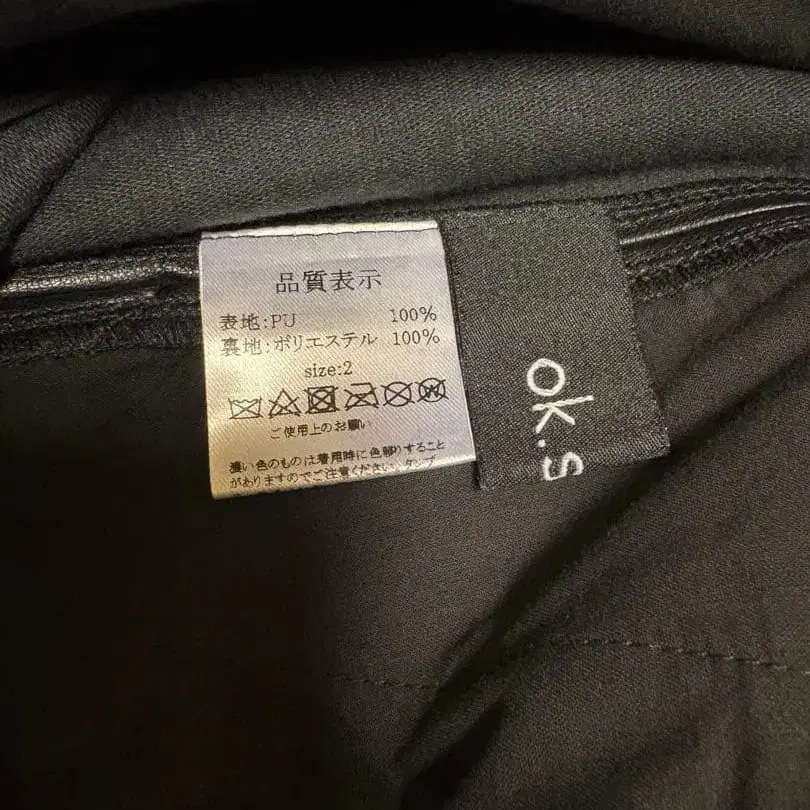 品質表示
表地:PU 100%
裏地:ポリエステル 100%
size:2
ご使用上のお願い
濃い色のものは着用時に色移りすること
がありますのでご注意ください。タンブ
ok.s